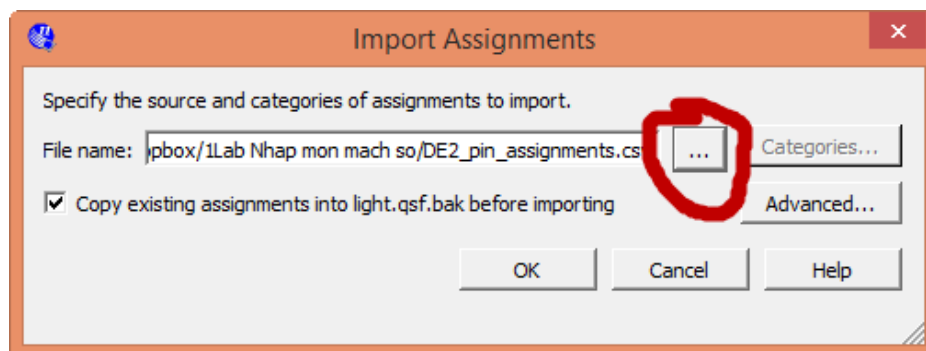 Import Assignments
Specify the source and categories of assignments to import.
File name: opbox/1Lab Nhap mon mach so/DE2_pin_assignments.cs ... Categories...
Copy existing assignments into light.qsf.bak before importing Advanced...
OK Cancel Help